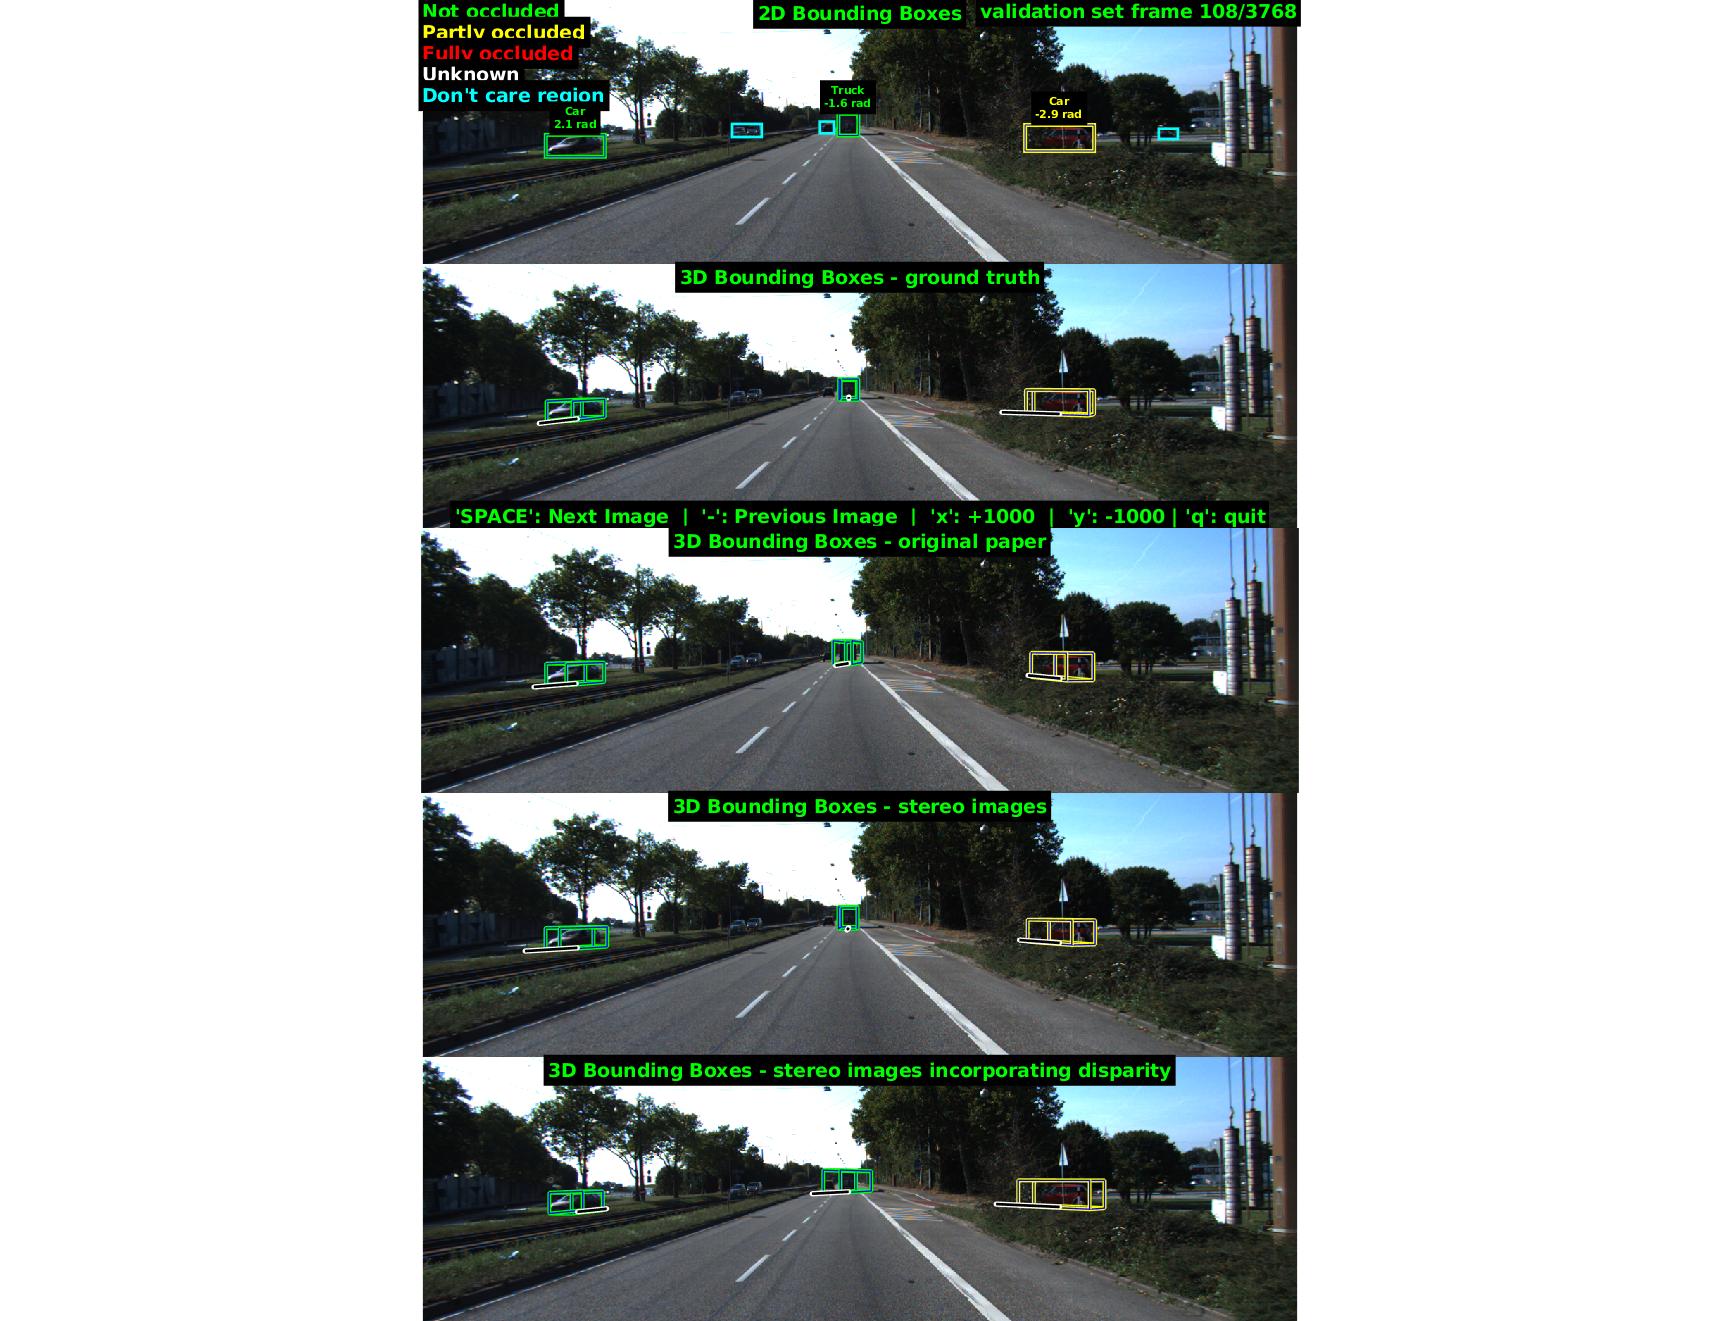 Not occluded
2D Bounding Boxes
validation set frame 108/3768
Partly occluded
Fully occluded
Unknown
Don't care region
Truck
-1.6 rad
Car
-2.9 rad
Car
2.1 rad
3D Bounding Boxes - ground truth
'SPACE': Next Image | '-': Previous Image | 'x': +1000 | 'y': -1000 | 'q': quit
3D Bounding Boxes - original paper
3D Bounding Boxes - stereo images
3D Bounding Boxes - stereo images incorporating disparity